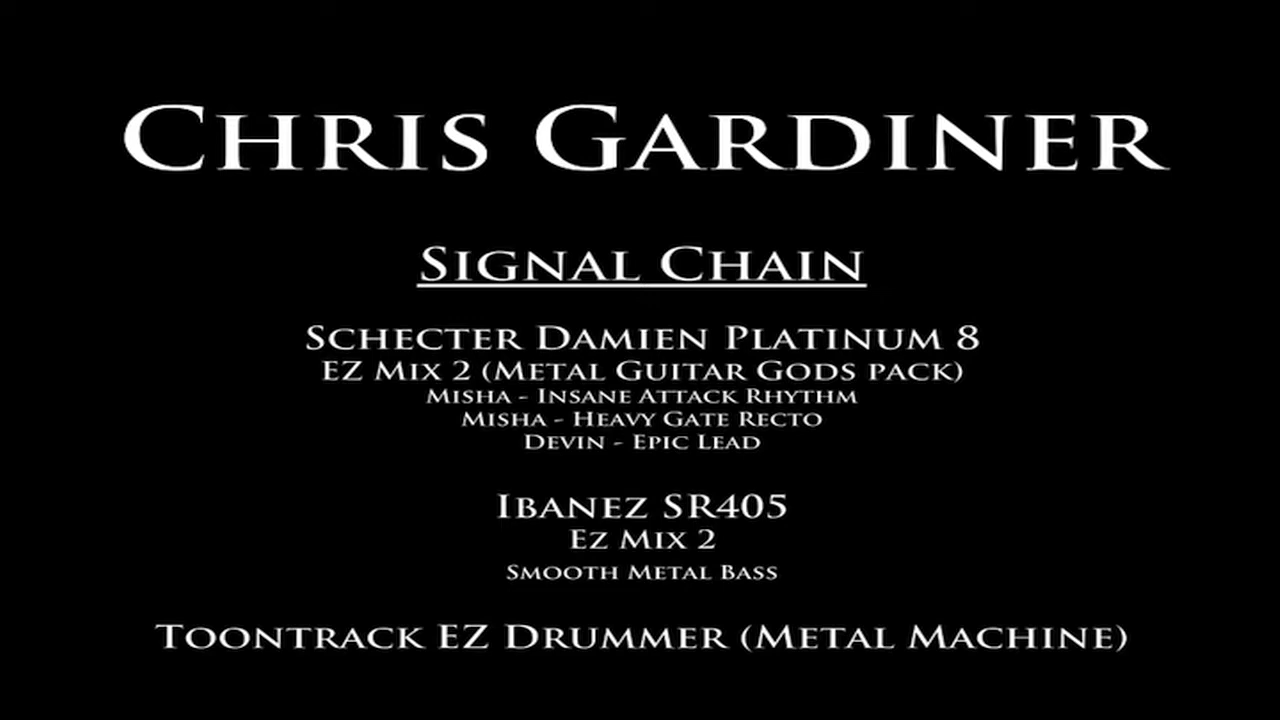 Chris Gardiner
Signal Chain
Schecter Damien Platinum 8
EZ Mix 2 (Metal Guitar Gods pack)
Misha - Insane Attack Rhythm
Misha - Heavy Gate Recto
Devin - Epic Lead
Ibanez SR405
Ez Mix 2
Smooth Metal Bass
Toontrack EZ Drummer (Metal Machine)